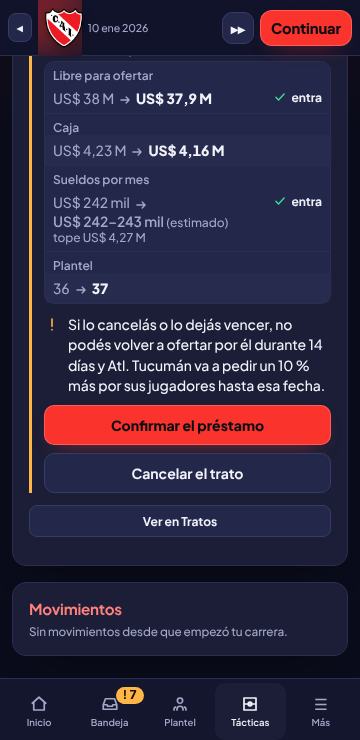 ◄
C.A.I.
10 ene 2026
►►
Continuar
Libre para ofertar
US$ 38 M → US$ 37,9 M
✓ entra
Caja
US$ 4,23 M → US$ 4,16 M
Sueldos por mes
US$ 242 mil →
US$ 242–243 mil (estimado)
tope US$ 4,27 M
✓ entra
Plantel
36 → 37
! Si lo cancelás o lo dejás vencer, no
podés volver a ofertar por él durante 14
días y Atl. Tucumán va a pedir un 10 %
más por sus jugadores hasta esa fecha.
Confirmar el préstamo
Cancelar el trato
Ver en Tratos
Movimientos
Sin movimientos desde que empezó tu carrera.
! 7
Inicio
Bandeja
Plantel
Tácticas
Más